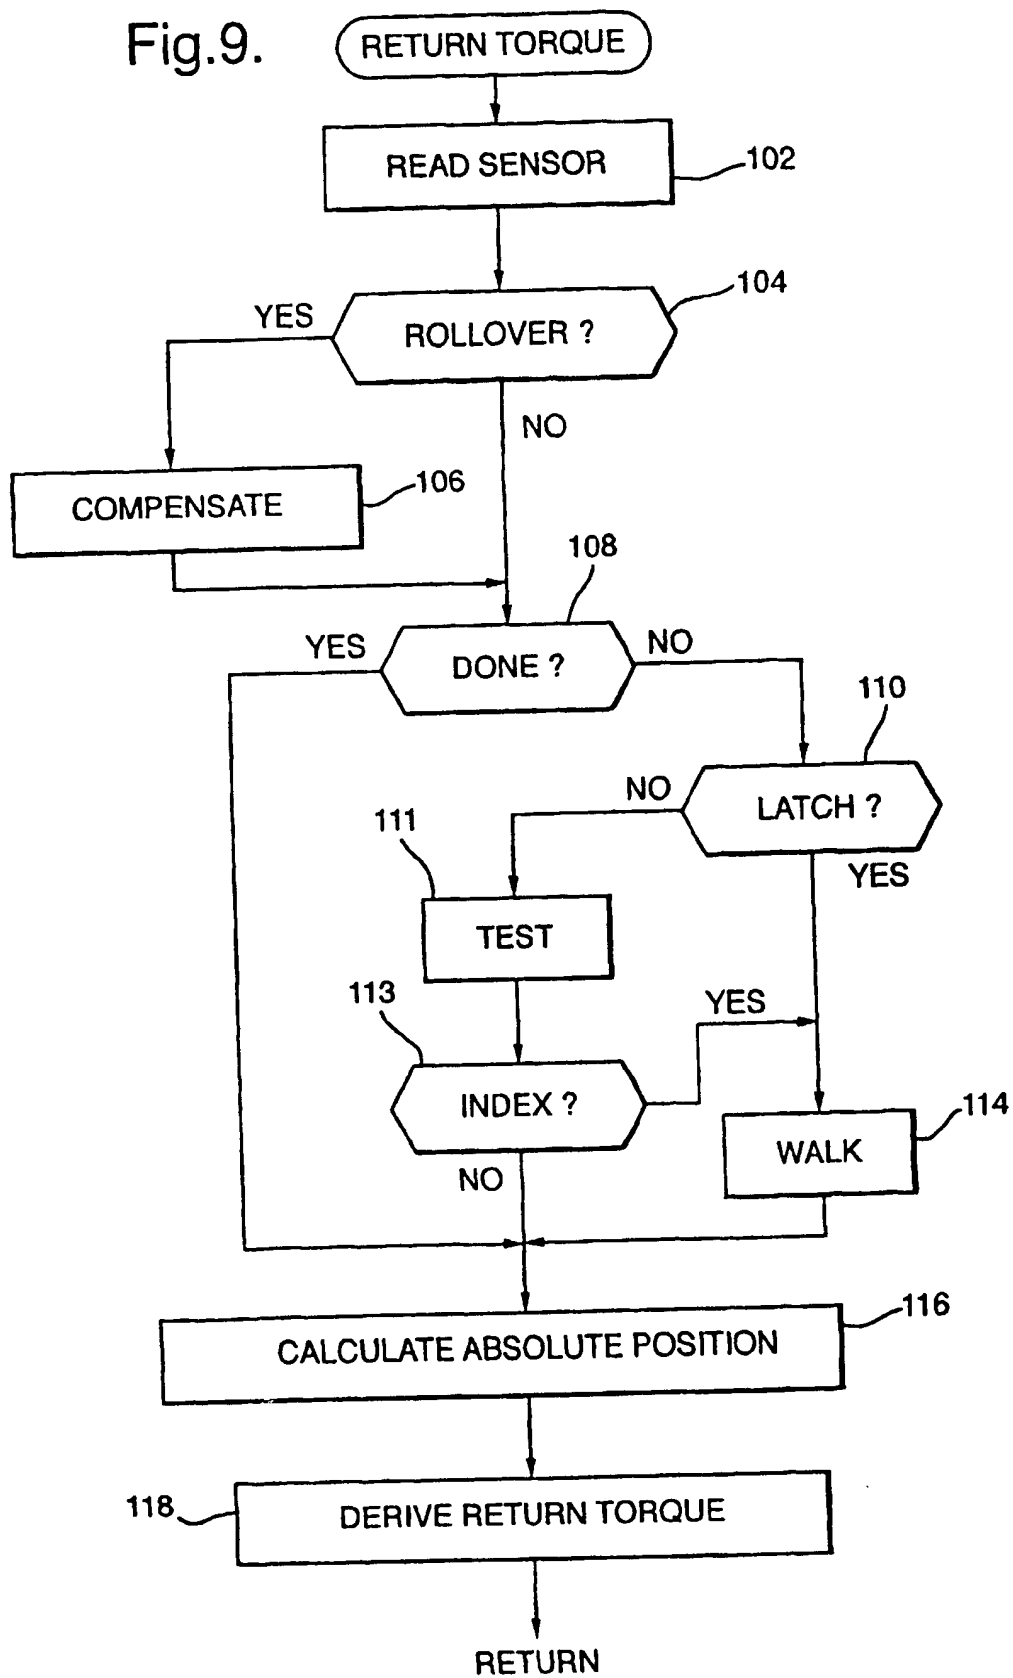 Fig.9.
RETURN TORQUE
READ SENSOR
102
104
YES
ROLLOVER ?
NO
COMPENSATE
106
108
YES
DONE ?
NO
110
NO
LATCH ?
111
YES
TEST
113
YES
INDEX ?
114
WALK
NO
116
CALCULATE ABSOLUTE POSITION
118
DERIVE RETURN TORQUE
RETURN